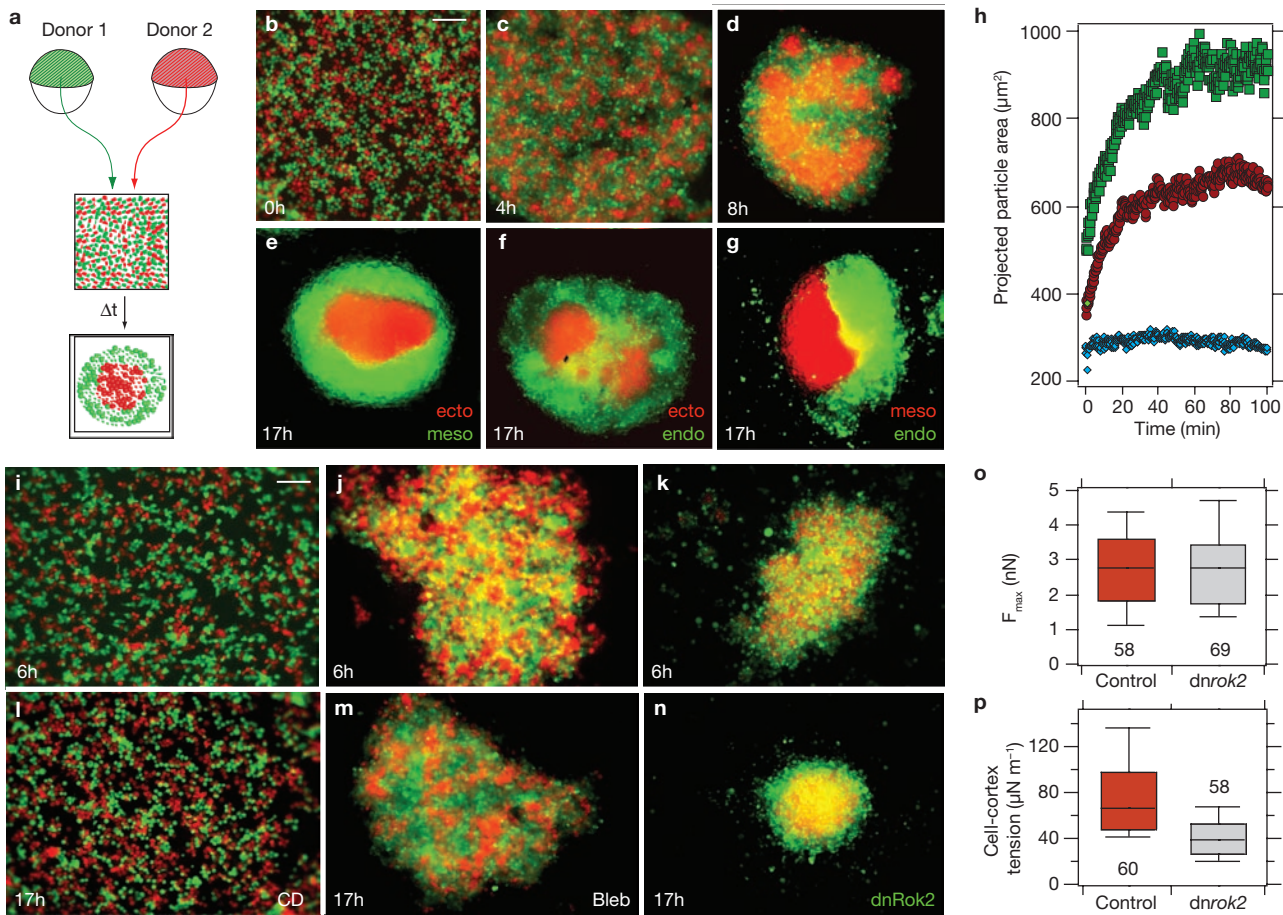 a
Donor 1
Donor 2
Δt
b
0h
c
4h
d
8h
e
ecto
17h
meso
f
ecto
17h
endo
g
meso
17h
endo
h
Projected particle area (µm²)
1000
800
600
400
200
0 20 40 60 80 100
Time (min)
i
6h
j
6h
k
6h
l
17h
CD
m
17h
Bleb
n
17h
dnRok2
o
Fmax (nN)
5
4
3
2
1
0
58
69
Control
dnrok2
p
Cell-cortex
tension (µN m⁻¹)
120
80
40
0
60
58
Control
dnrok2